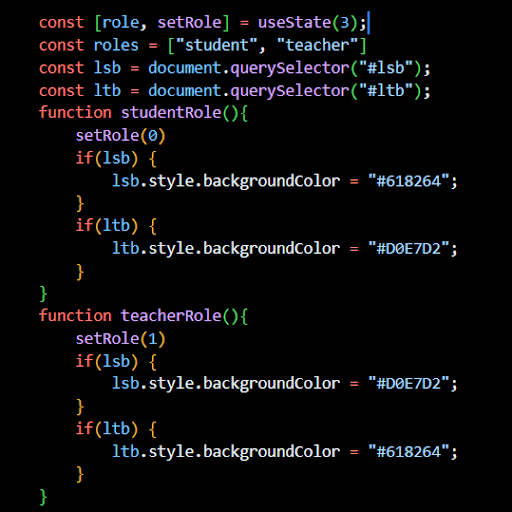 const [role, setRole] = useState(3);
const roles = ["student", "teacher"]
const lsb = document.querySelector("#lsb");
const ltb = document.querySelector("#ltb");
function studentRole(){
    setRole(0)
    if(lsb) {
        lsb.style.backgroundColor = "#618264";
    }
    if(ltb) {
        ltb.style.backgroundColor = "#D0E7D2";
    }
}
function teacherRole(){
    setRole(1)
    if(lsb) {
        lsb.style.backgroundColor = "#D0E7D2";
    }
    if(ltb) {
        ltb.style.backgroundColor = "#618264";
    }
}